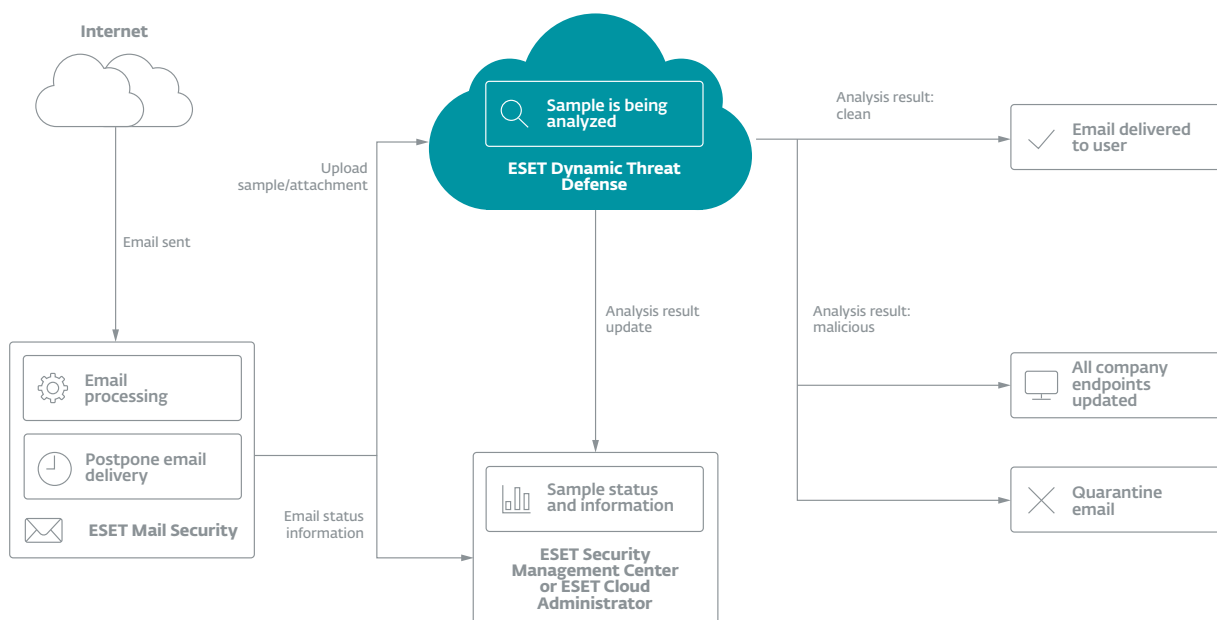 Internet
Email sent
Email
processing
Postpone email
delivery
ESET Mail Security
Upload
sample/attachment
Email status
information
Sample is being
analyzed
ESET Dynamic Threat
Defense
Analysis result
update
Sample status
and information
ESET Security
Management Center
or ESET Cloud
Administrator
Analysis result:
clean
Email delivered
to user
Analysis result:
malicious
All company
endpoints
updated
Quarantine
email